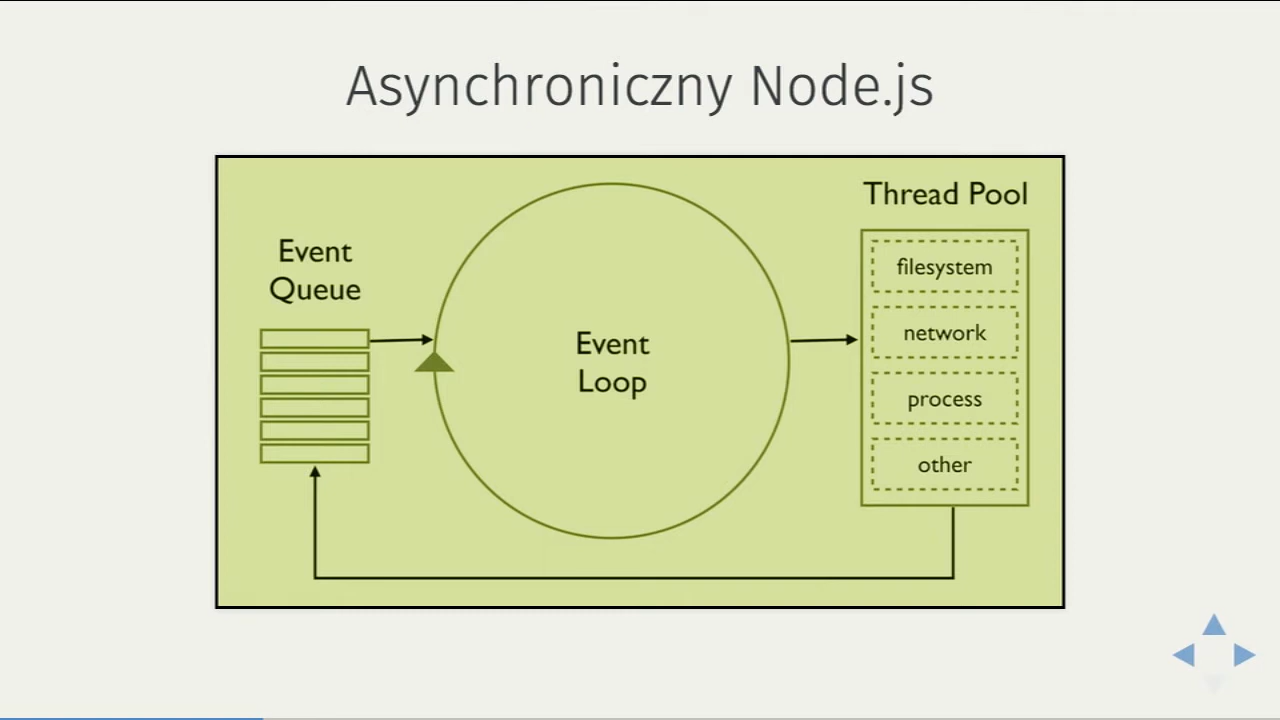 Asynchroniczny Node.js
Event
Queue
Event
Loop
Thread Pool
filesystem
network
process
other